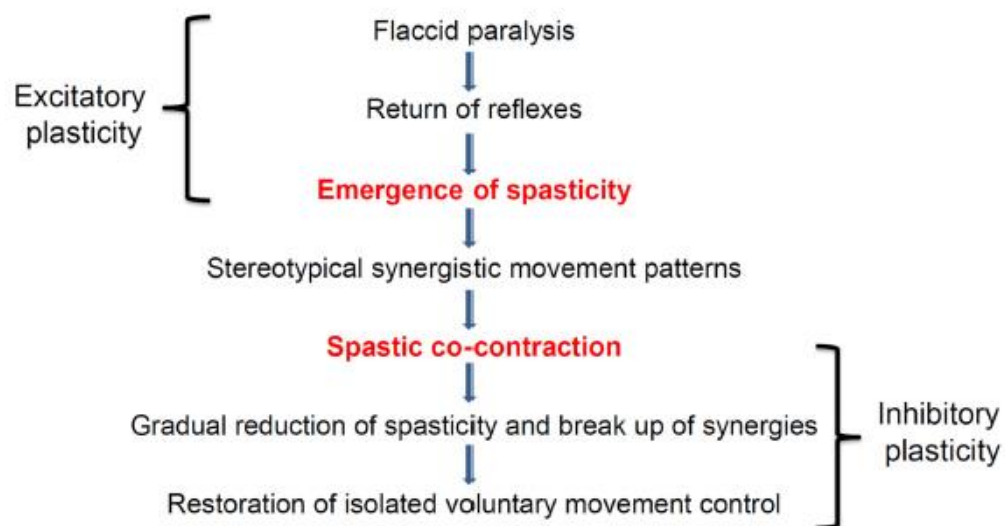 Flaccid paralysis
Excitatory
plasticity
Return of reflexes
Emergence of spasticity
Stereotypical synergistic movement patterns
Spastic co-contraction
Gradual reduction of spasticity and break up of synergies
Inhibitory
plasticity
Restoration of isolated voluntary movement control